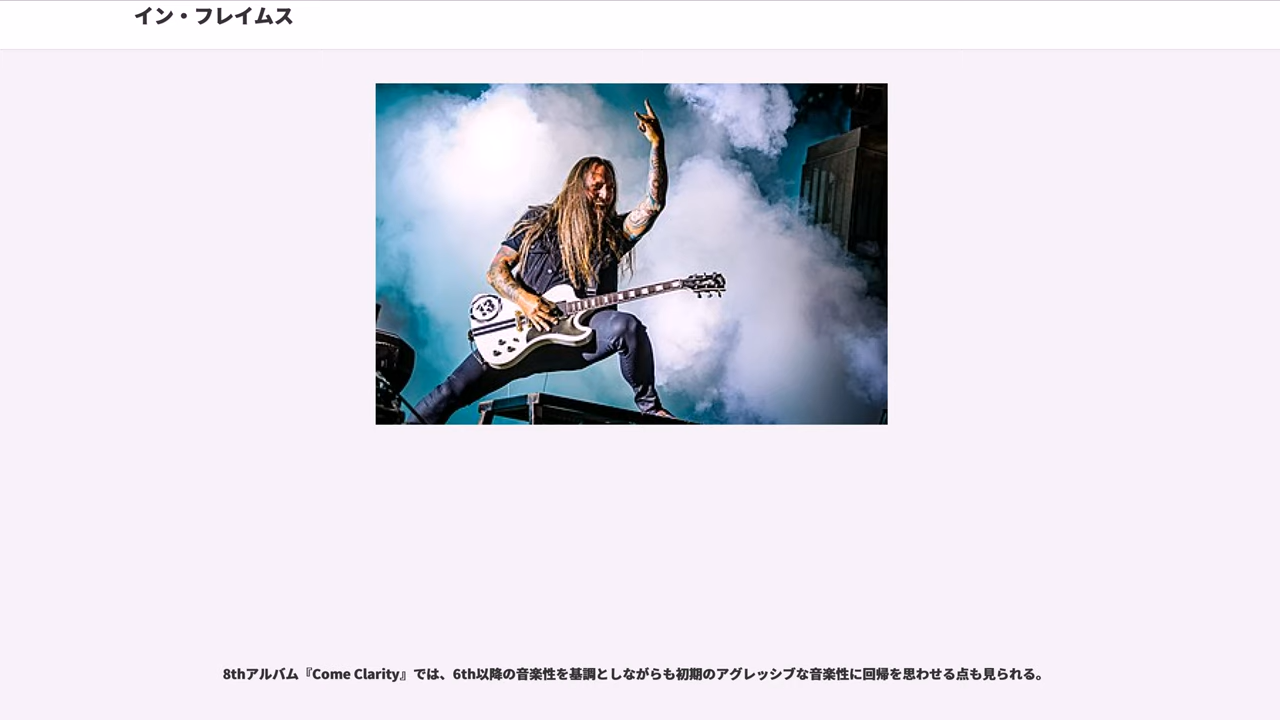 イン・フレイムス
8thアルバム『Come Clarity』では、6th以降の音楽性を基調としながらも初期のアグレッシブな音楽性に回帰を思わせる点も見られる。